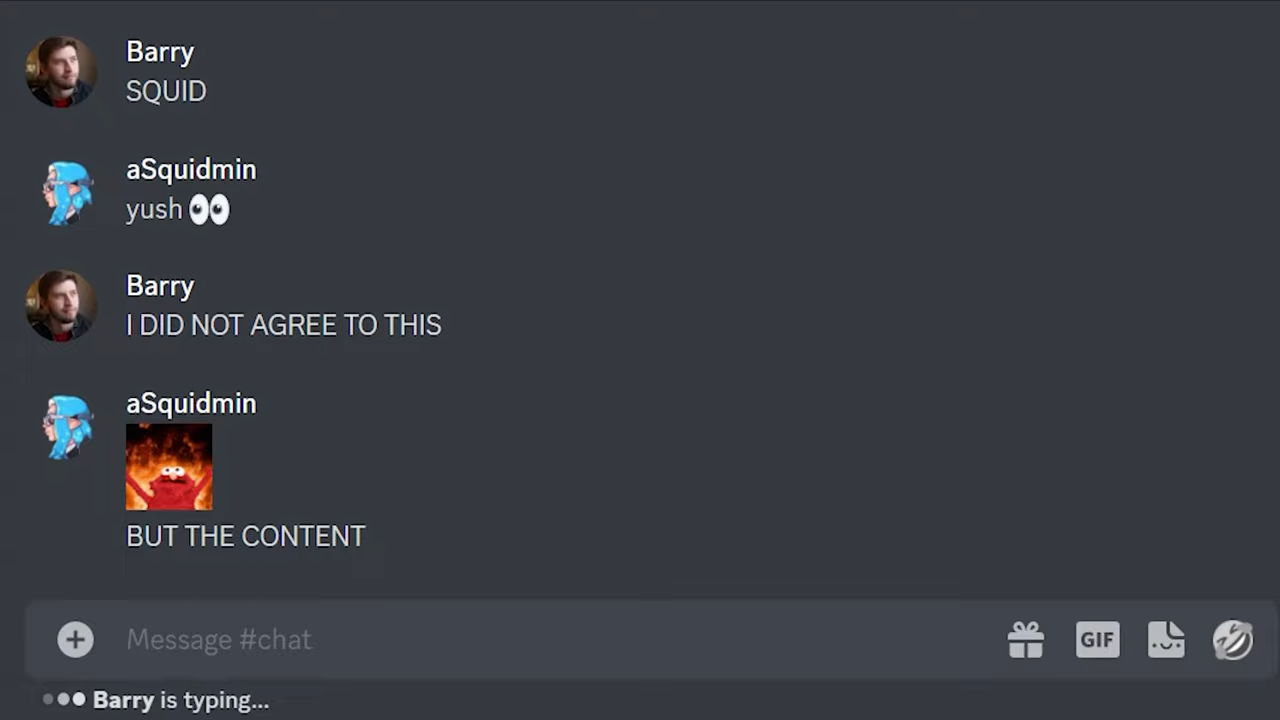 Barry
SQUID
aSquidmin
yush 👀
Barry
I DID NOT AGREE TO THIS
aSquidmin
BUT THE CONTENT
Message #chat
GIF
Barry is typing...